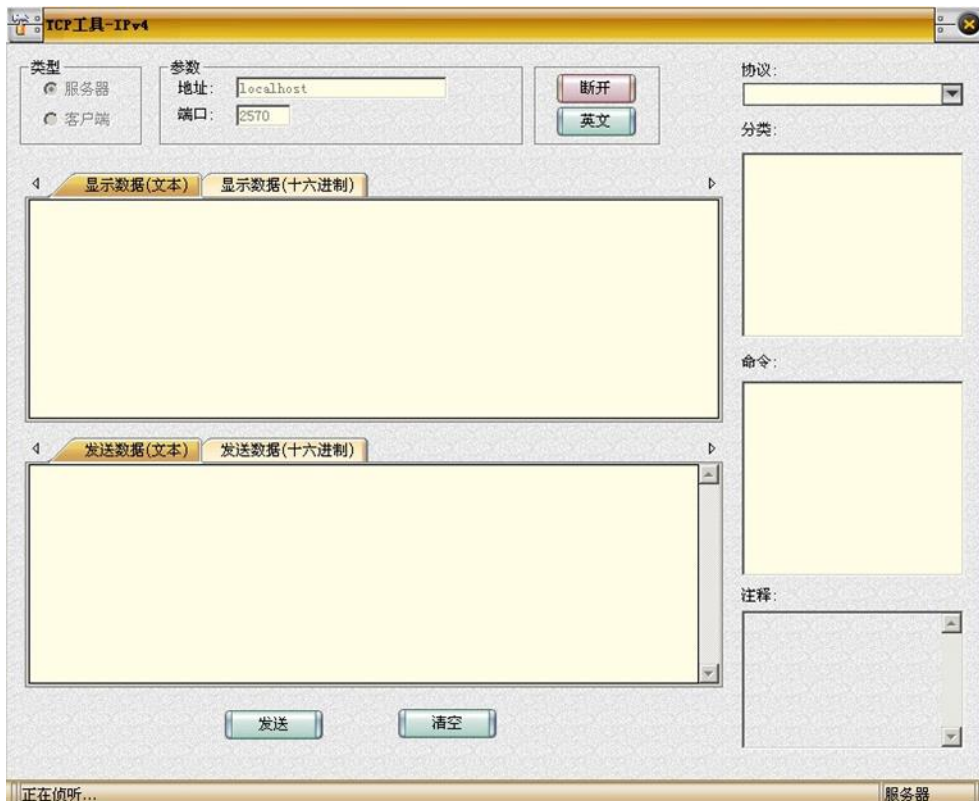 TCP工具-IPv4
类型
服务器
客户端
参数
地址: localhost
端口: 2570
断开
英文
协议:
分类:
显示数据(文本) 显示数据(十六进制)
命令:
发送数据(文本) 发送数据(十六进制)
注释:
发送 清空
正在侦听... 服务器